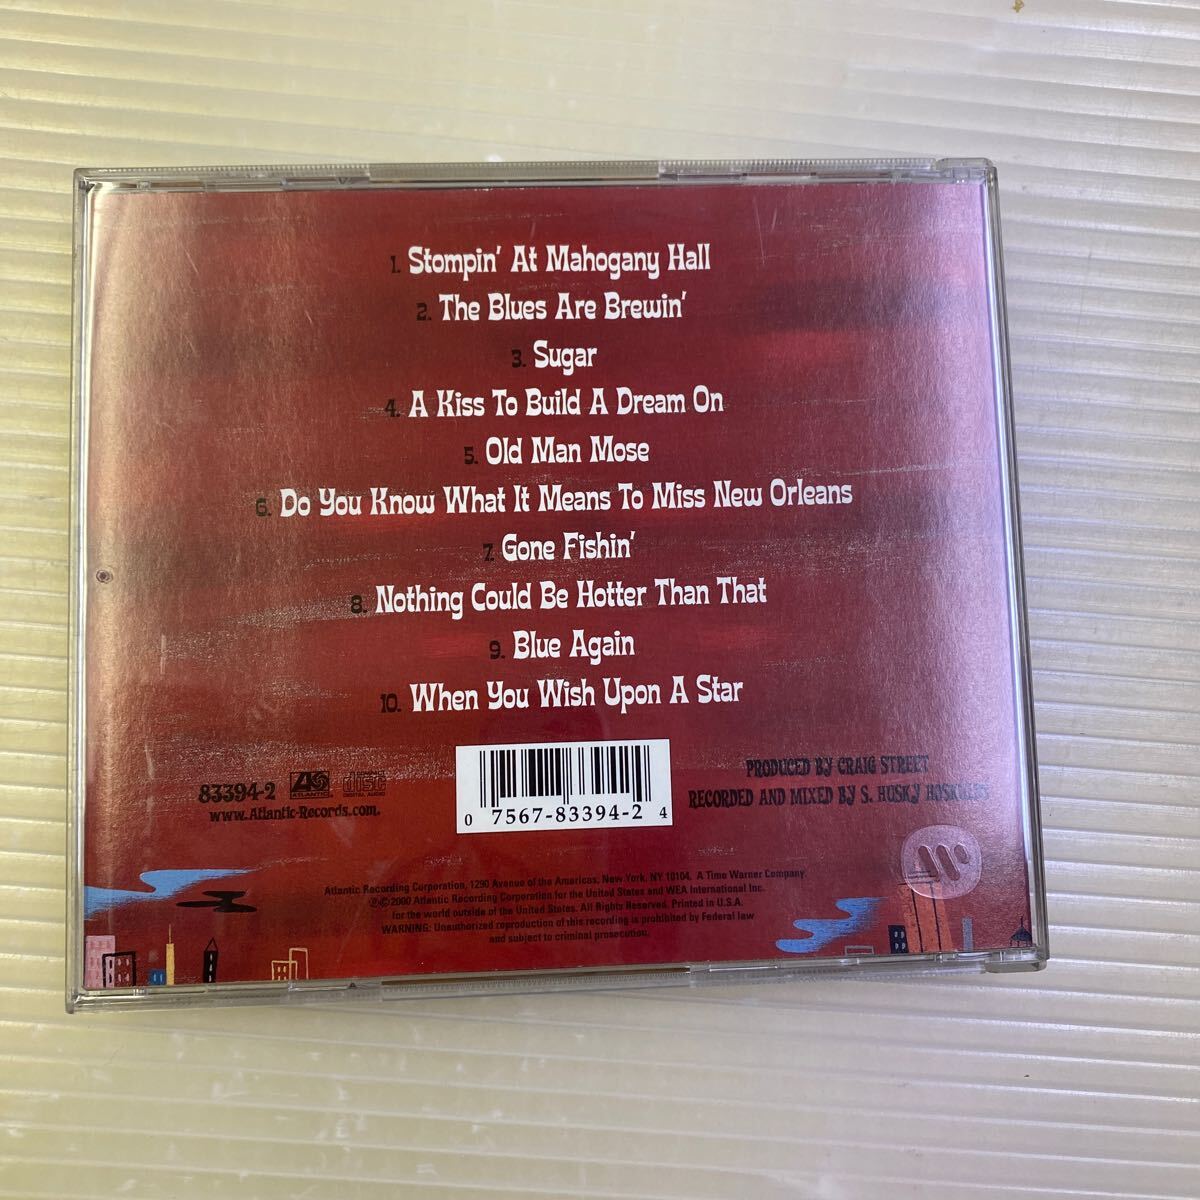 1. Stompin' At Mahogany Hall
2. The Blues Are Brewin'
3. Sugar
4. A Kiss To Build A Dream On
5. Old Man Mose
6. Do You Know What It Means To Miss New Orleans
7. Gone Fishin'
8. Nothing Could Be Hotter Than That
9. Blue Again
10. When You Wish Upon A Star
83394-2
ATLANTIC
disc
DIGITAL AUDIO
www.Atlantic-Records.com.
0 7567-83394-2 4
PRODUCED BY CRAIG STREET
RECORDED AND MIXED BY S. HUSKY HOSKULDS
Atlantic Recording Corporation, 1290 Avenue of the Americas, New York, NY 10104. A Time Warner Company.
℗©2000 Atlantic Recording Corporation for the United States and WEA International Inc.
for the world outside of the United States. All Rights Reserved. Printed in U.S.A.
WARNING: Unauthorized reproduction of this recording is prohibited by Federal law
and subject to criminal prosecution.